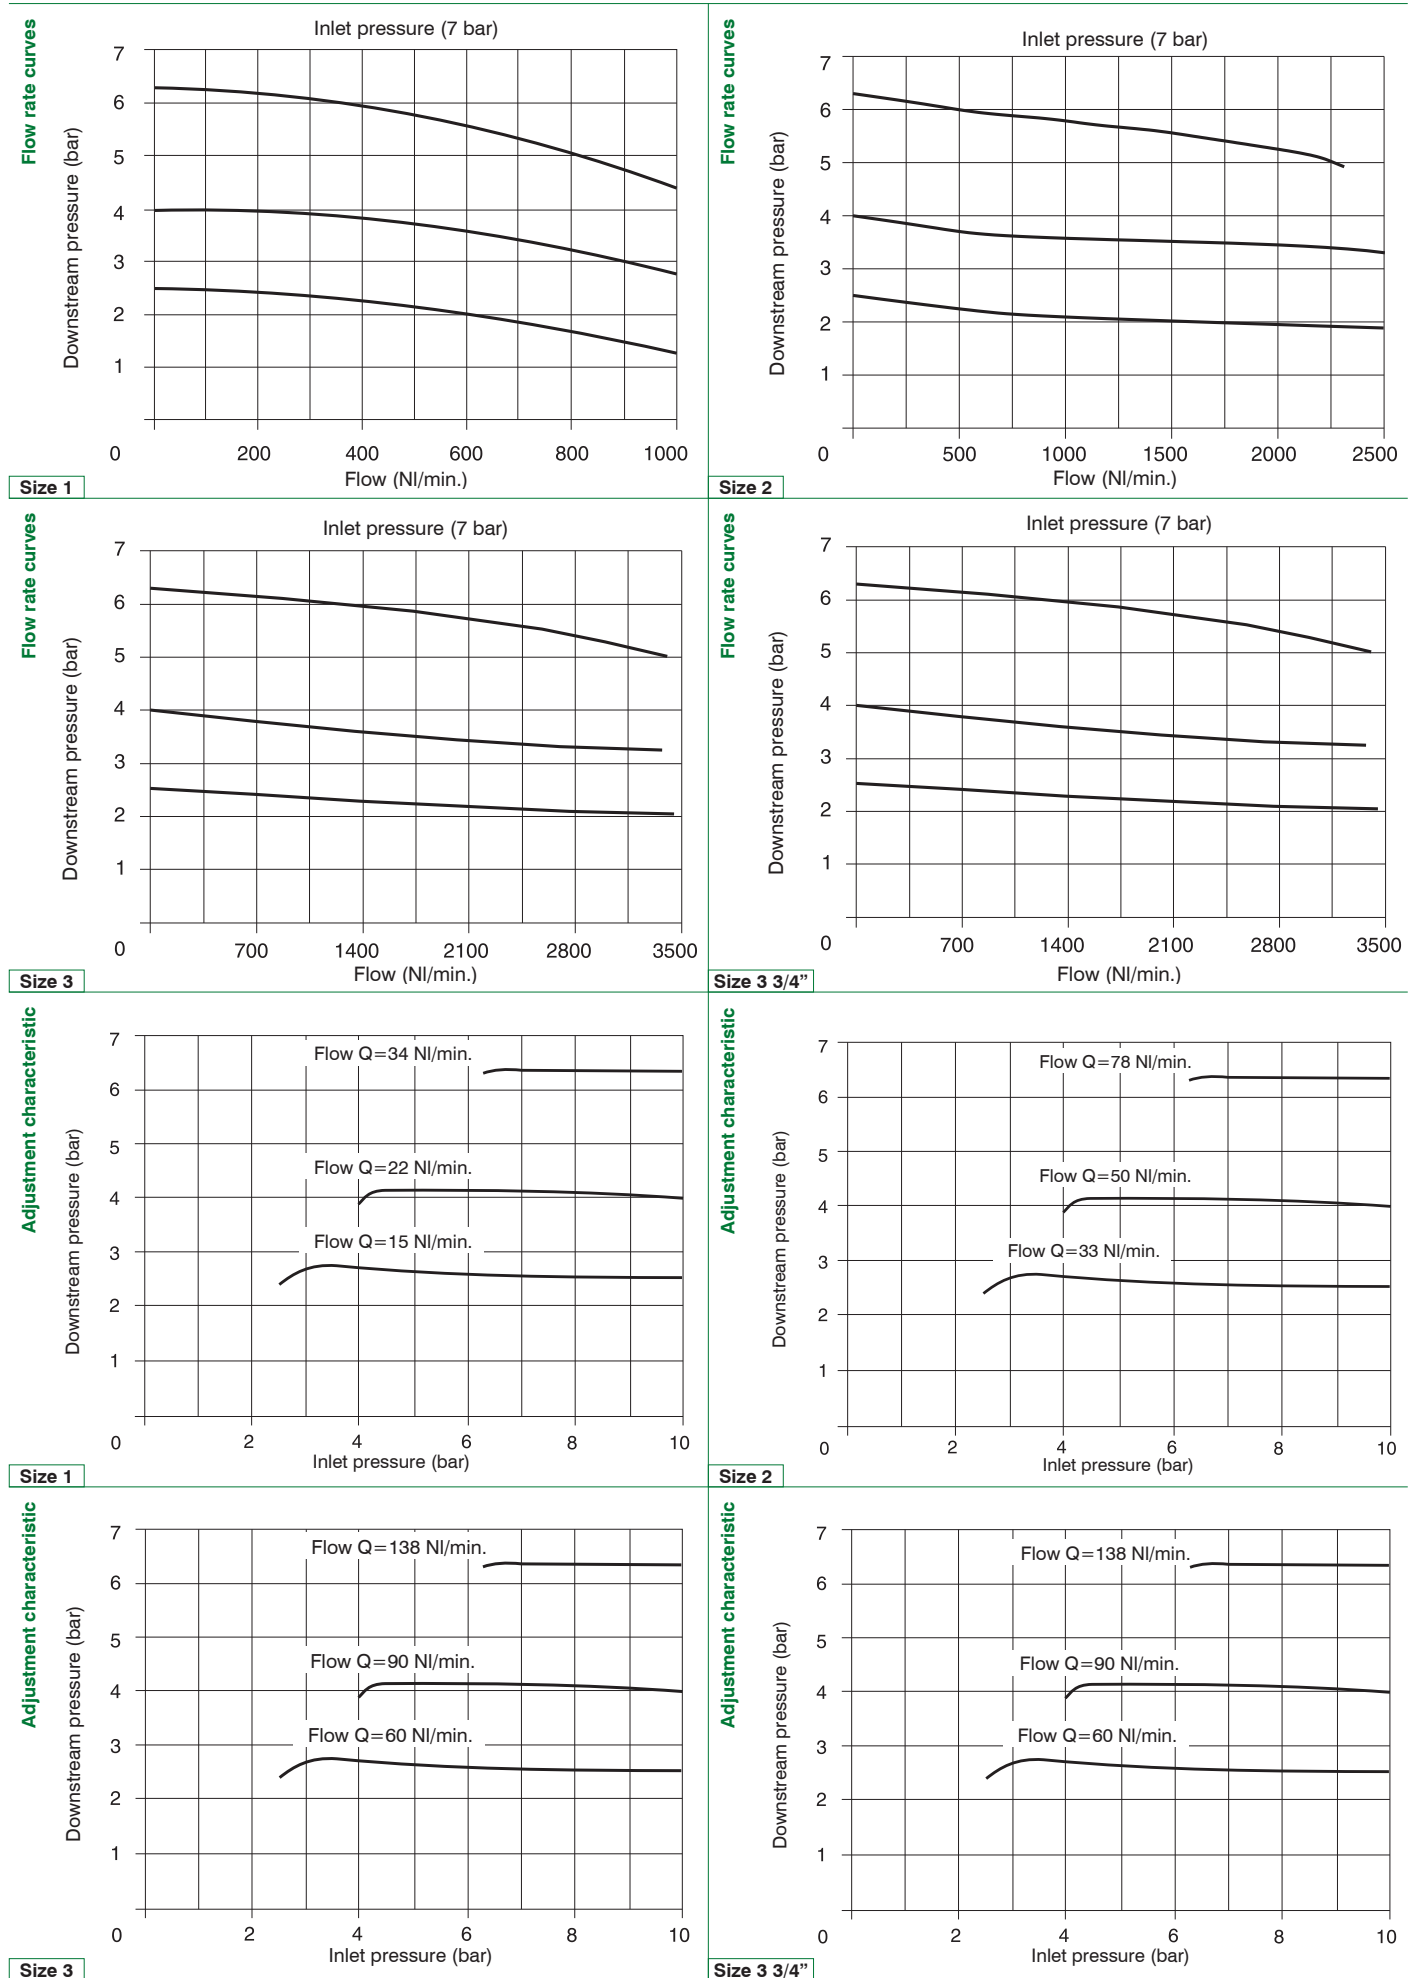 Flow rate curves
Inlet pressure (7 bar)
Downstream pressure (bar)
7
6
5
4
3
2
1
0
200
400
600
800
1000
Flow (Nl/min.)
Size 1
Flow rate curves
Inlet pressure (7 bar)
Downstream pressure (bar)
7
6
5
4
3
2
1
0
500
1000
1500
2000
2500
Flow (Nl/min.)
Size 2
Flow rate curves
Inlet pressure (7 bar)
Downstream pressure (bar)
7
6
5
4
3
2
1
0
700
1400
2100
2800
3500
Flow (Nl/min.)
Size 3
Flow rate curves
Inlet pressure (7 bar)
Downstream pressure (bar)
7
6
5
4
3
2
1
0
700
1400
2100
2800
3500
Flow (Nl/min.)
Size 3 3/4”
Adjustment characteristic
Downstream pressure (bar)
7
6
5
4
3
2
1
Flow Q=34 Nl/min.
Flow Q=22 Nl/min.
Flow Q=15 Nl/min.
0
2
4
6
8
10
Inlet pressure (bar)
Size 1
Adjustment characteristic
Downstream pressure (bar)
7
6
5
4
3
2
1
Flow Q=78 Nl/min.
Flow Q=50 Nl/min.
Flow Q=33 Nl/min.
0
2
4
6
8
10
Inlet pressure (bar)
Size 2
Adjustment characteristic
Downstream pressure (bar)
7
6
5
4
3
2
1
Flow Q=138 Nl/min.
Flow Q=90 Nl/min.
Flow Q=60 Nl/min.
0
2
4
6
8
10
Inlet pressure (bar)
Size 3
Adjustment characteristic
Downstream pressure (bar)
7
6
5
4
3
2
1
Flow Q=138 Nl/min.
Flow Q=90 Nl/min.
Flow Q=60 Nl/min.
0
2
4
6
8
10
Inlet pressure (bar)
Size 3 3/4”